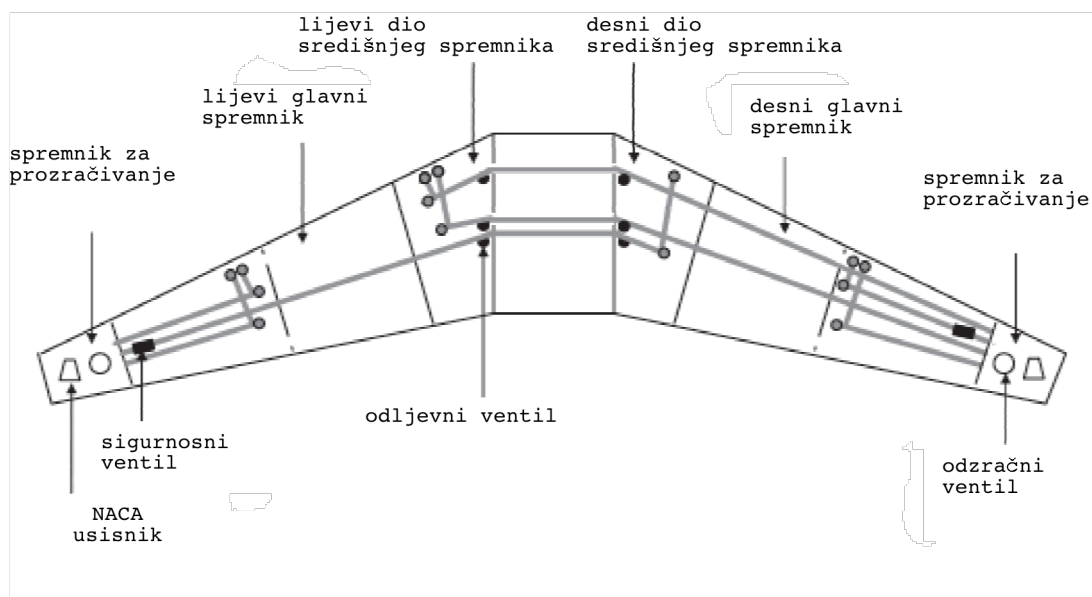 lijevi dio
središnjeg spremnika
desni dio
središnjeg spremnika
lijevi glavni
spremnik
desni glavni
spremnik
spremnik za
prozračivanje
spremnik za
prozračivanje
odljevni ventil
sigurnosni
ventil
odzračni
ventil
NACA
usisnik